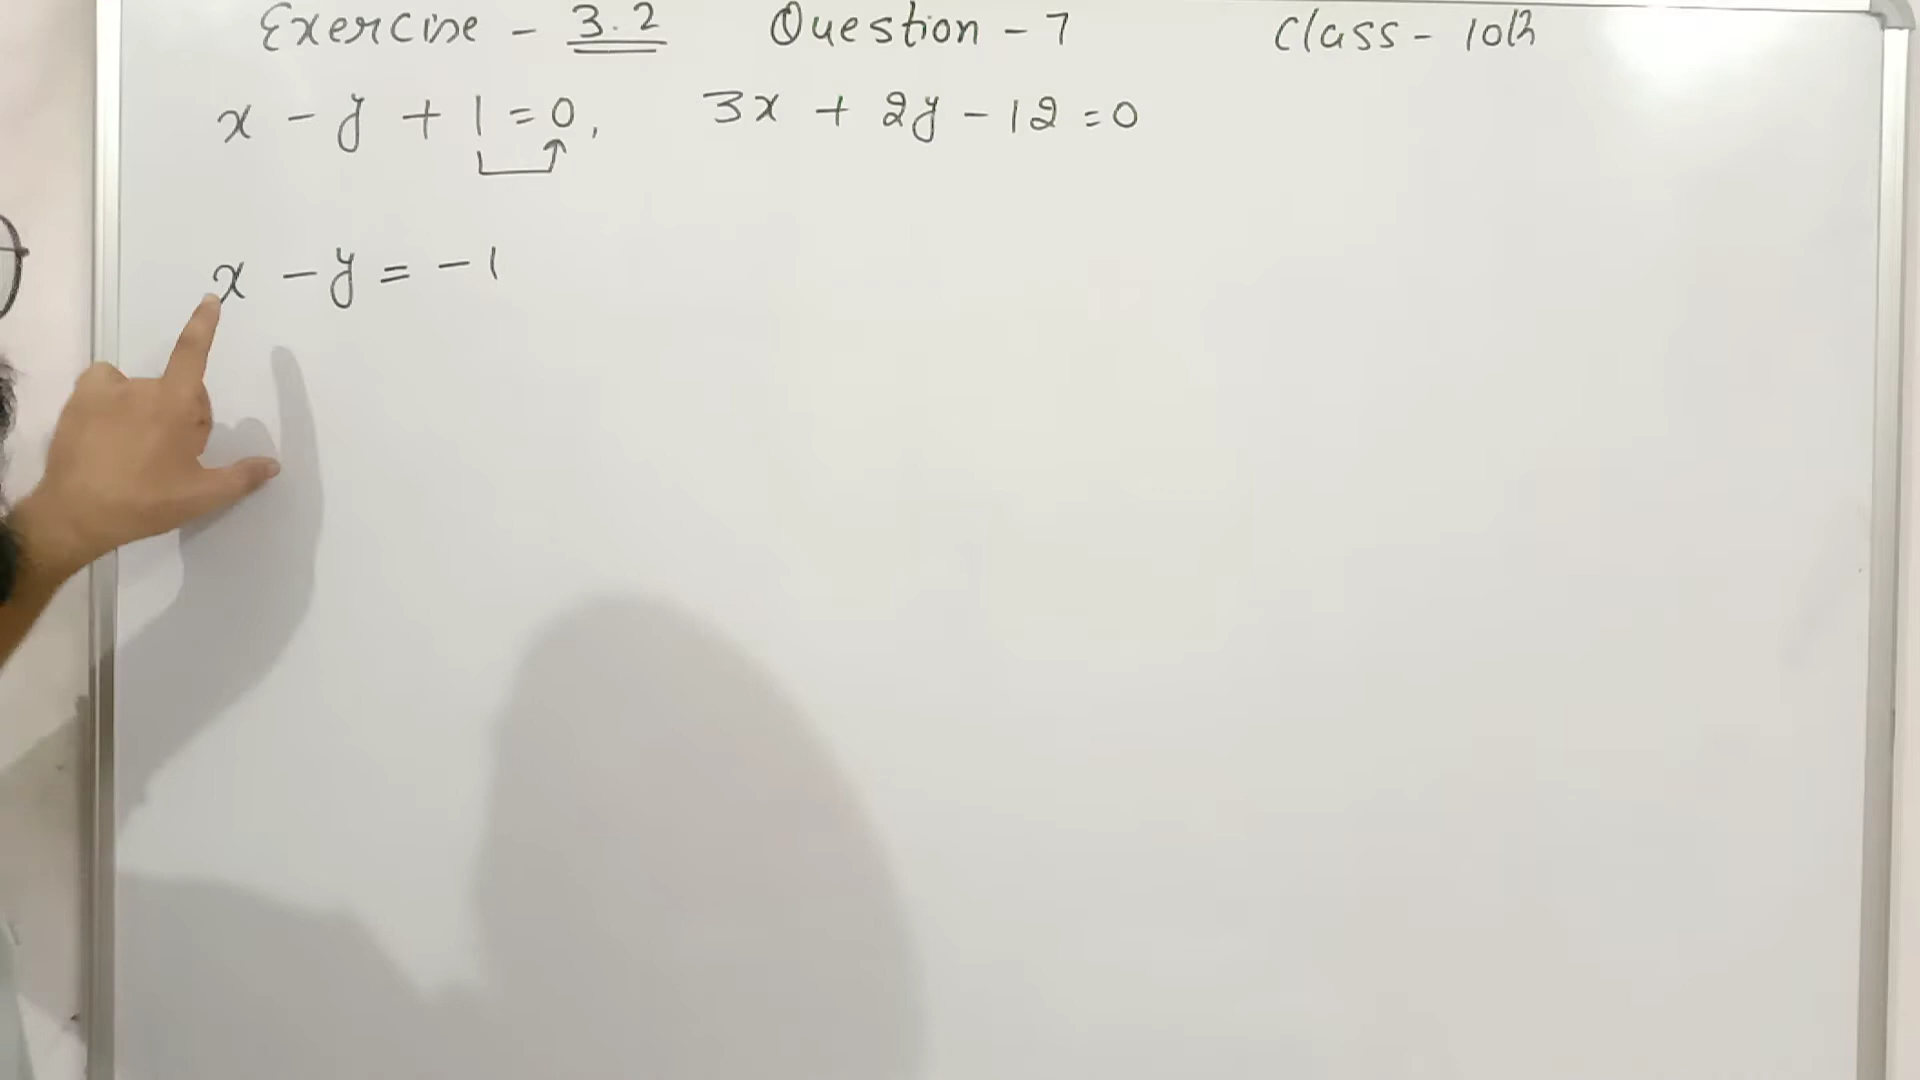 Exercise - 3.2 Question - 7 Class - 10th
x - y + 1 = 0, 3x + 2y - 12 = 0
x - y = - 1